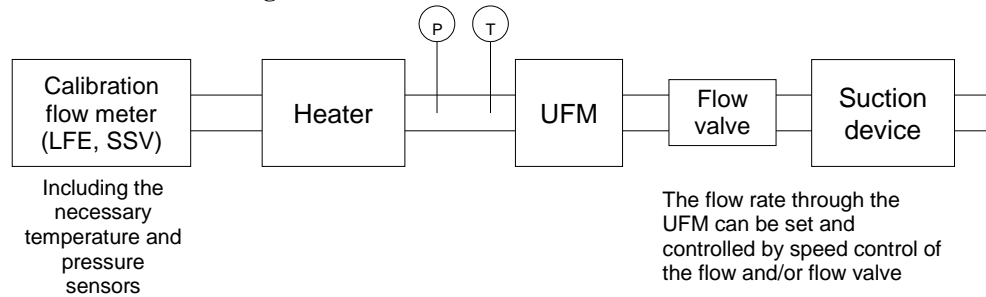 P
T
Calibration
flow meter
(LFE, SSV)
Heater
UFM
Flow
valve
Suction
device
Including the
necessary
temperature and
pressure
sensors
The flow rate through the
UFM can be set and
controlled by speed control of
the flow and/or flow valve